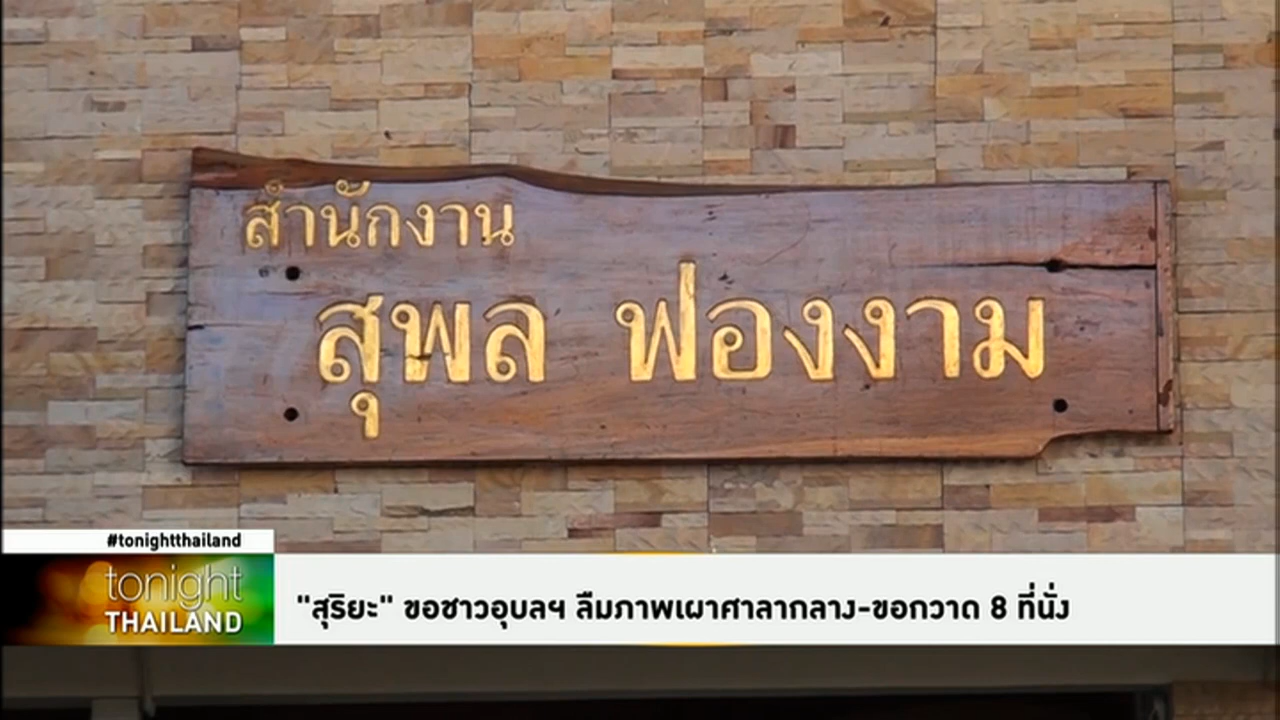 สำนักงาน
สุพล ฟองงาม
#tonightthailand
tonight
THAILAND
"สุริยะ" ขอชาวอุบลฯ ลืมภาพเผาศาลากลาง-ขอกวาด 8 ที่นั่ง